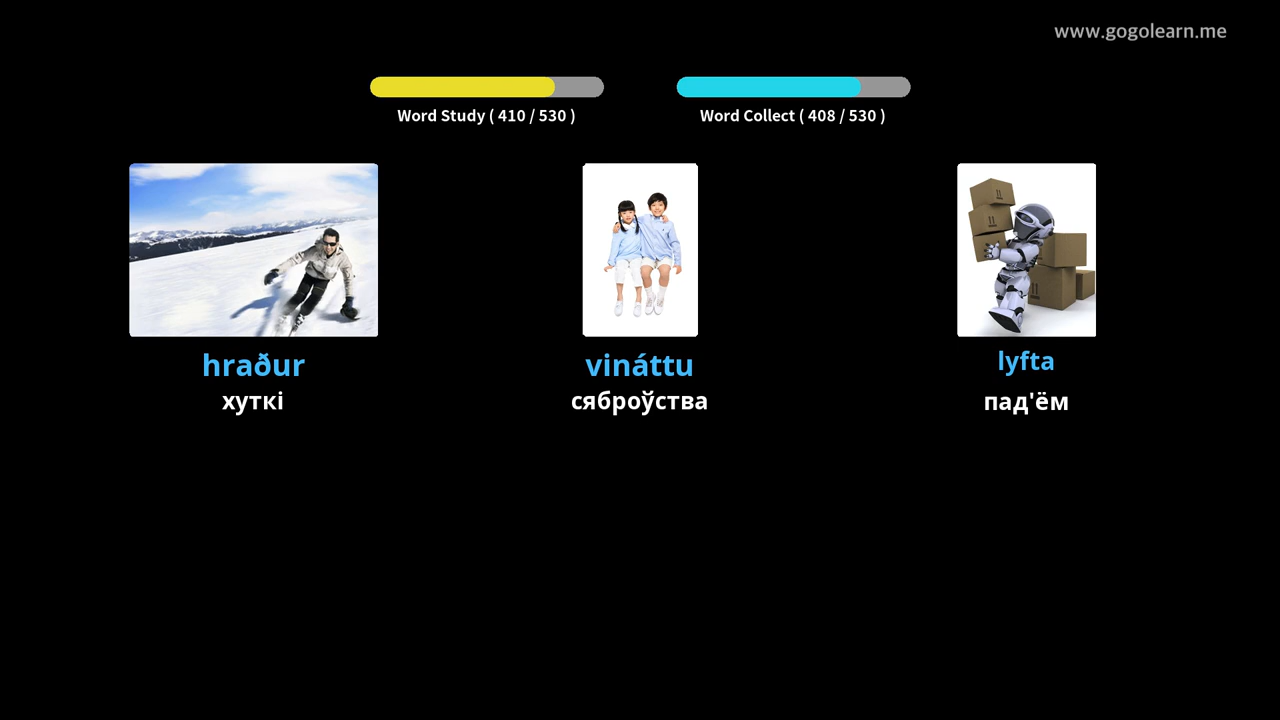 www.gogolearn.me
Word Study ( 410 / 530 )
Word Collect ( 408 / 530 )
hraður
vináttu
lyfta
хуткі
сяброўства
пад'ём